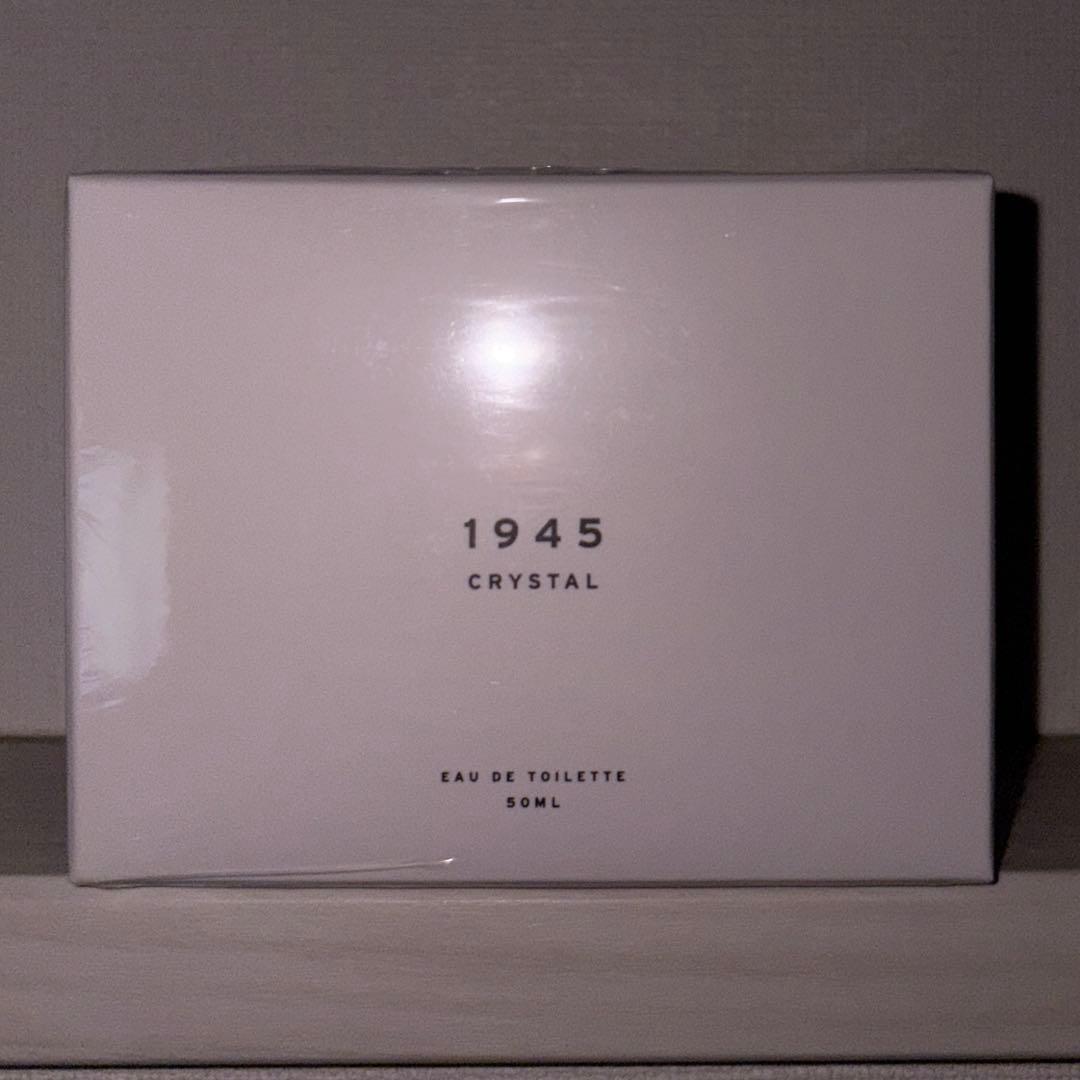 1945
CRYSTAL
EAU DE TOILETTE
50ML